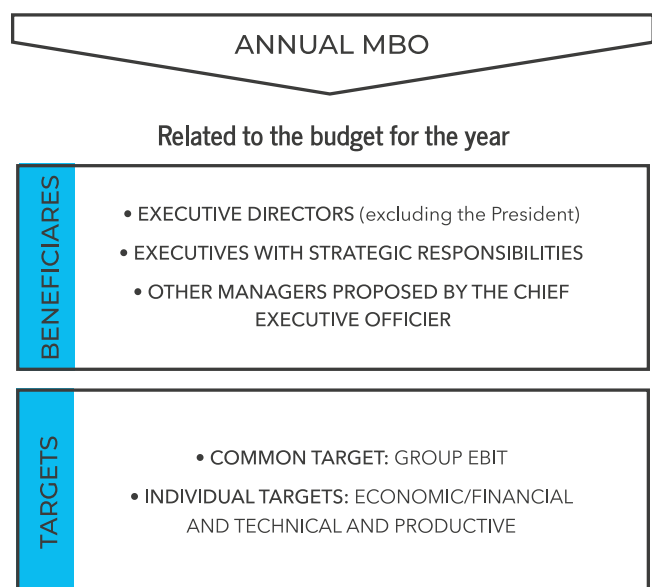 ANNUAL MBO
Related to the budget for the year
BENEFICIARES
• EXECUTIVE DIRECTORS (excluding the President)
• EXECUTIVES WITH STRATEGIC RESPONSIBILITIES
• OTHER MANAGERS PROPOSED BY THE CHIEF
EXECUTIVE OFFICIER
TARGETS
• COMMON TARGET: GROUP EBIT
• INDIVIDUAL TARGETS: ECONOMIC/FINANCIAL
AND TECHNICAL AND PRODUCTIVE